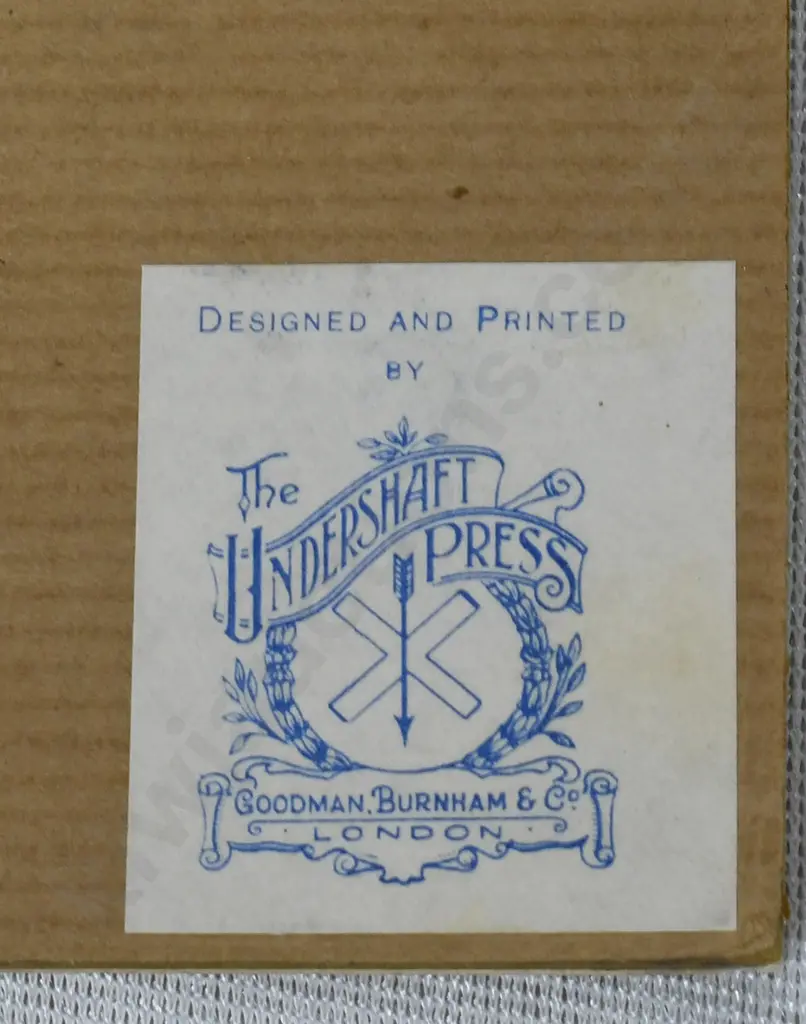 DESIGNED AND PRINTED
BY
The
UNDERSHAFT
PRESS
GOODMAN, BURNHAM & Co.
LONDON